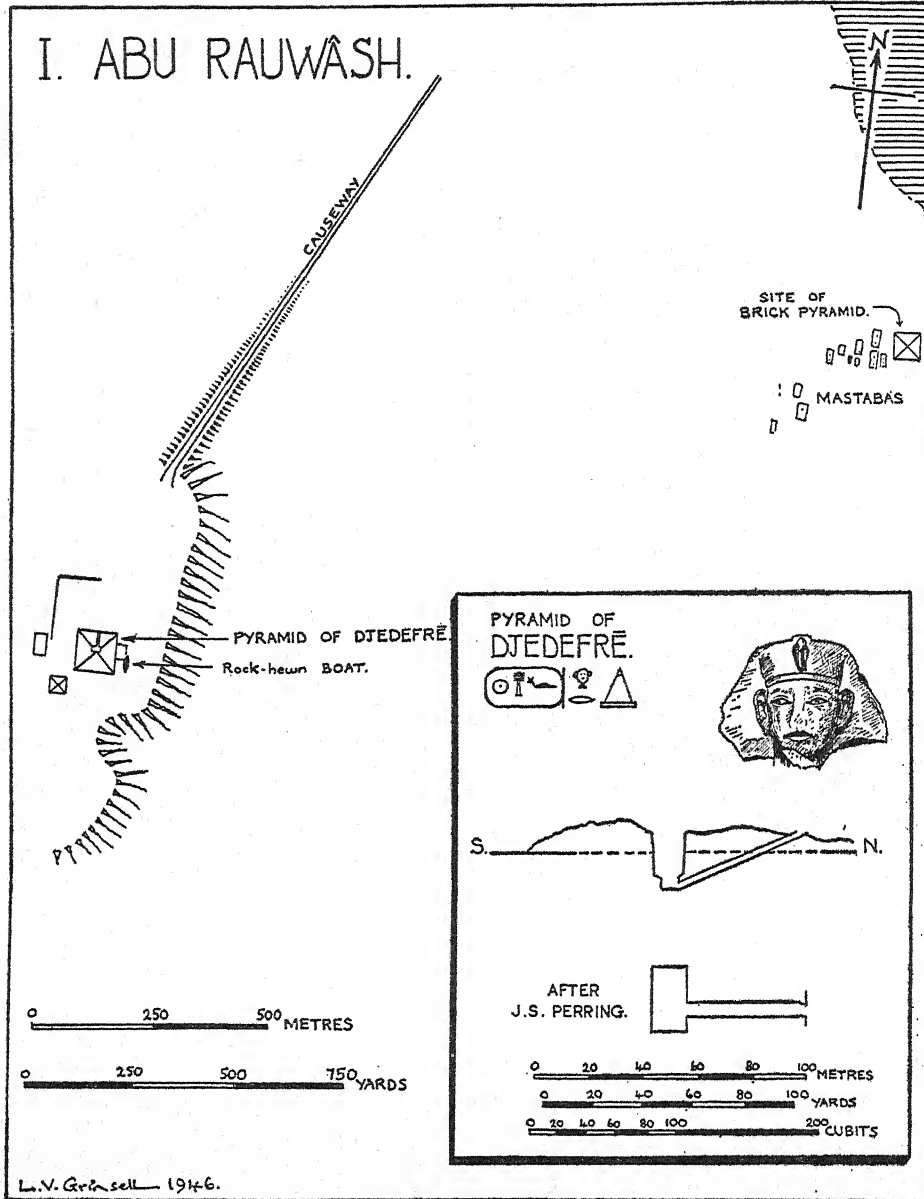 I. ABU RAUWÂSH.
N
CAUSEWAY
SITE OF
BRICK PYRAMID.
MASTABAS
PYRAMID OF DJEDEFRĒ.
Rock-hewn BOAT.
PYRAMID OF
DJEDEFRĒ.
S. N.
AFTER
J.S. PERRING.
0 250 500 METRES
0 250 500 750 YARDS
0 20 40 60 80 100 METRES
0 20 40 60 80 100 YARDS
0 20 40 60 80 100 200 CUBITS
L.V. Grinsell 1946.